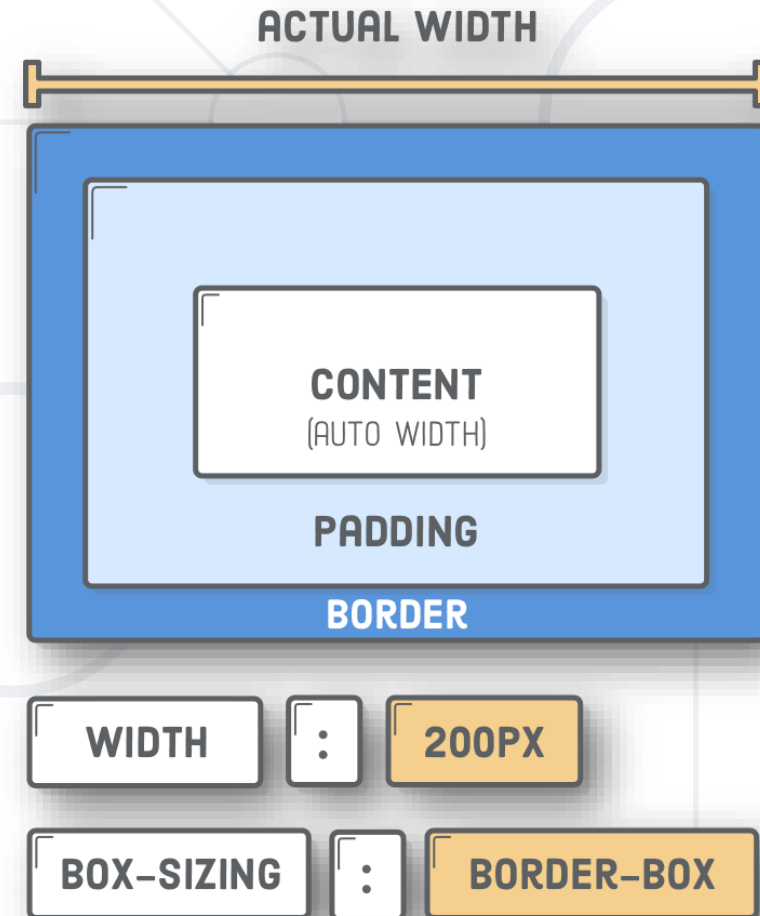 ACTUAL WIDTH
CONTENT
(AUTO WIDTH)
PADDING
BORDER
WIDTH : 200PX
BOX-SIZING : BORDER-BOX